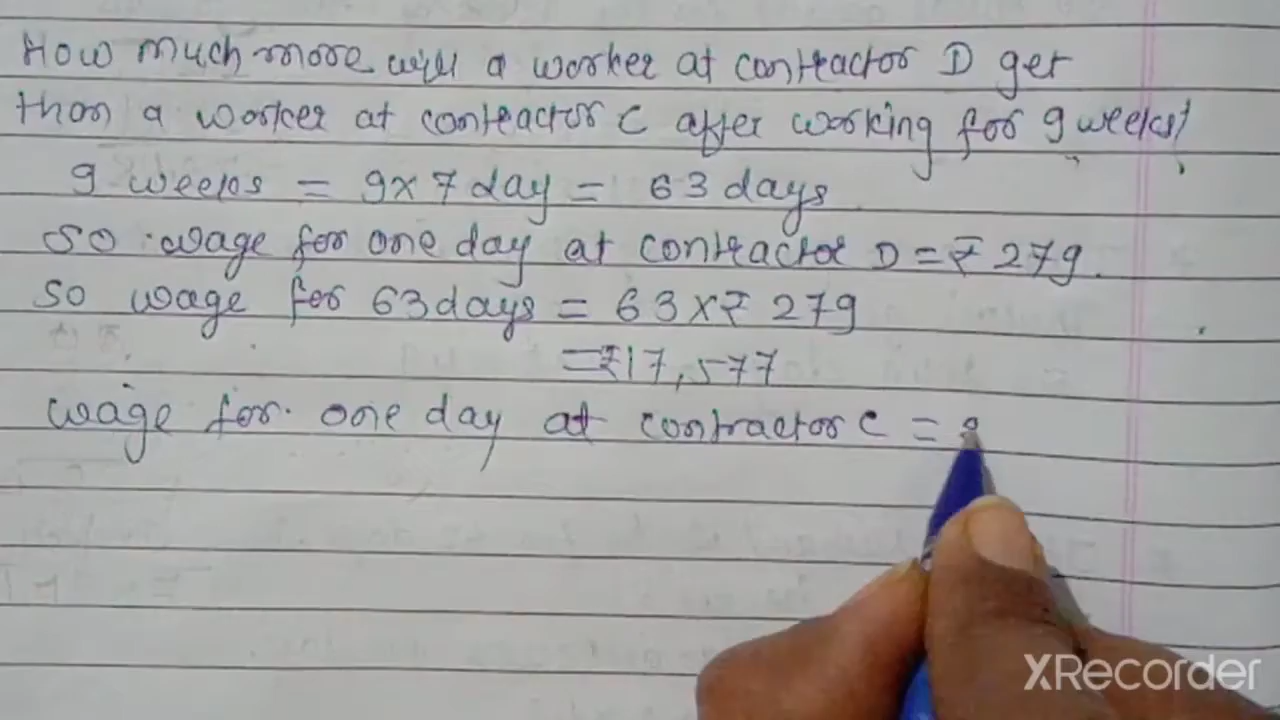 How much more will a worker at contractor D get
than a worker at contractor C after working for 9 weeks?
9 weeks = 9x 7 day = 63 days
So wage for one day at contractor D = ₹ 279.
So wage for 63 days = 63 x ₹ 279
= ₹17,577
wage for one day at contractor C =
XRecorder